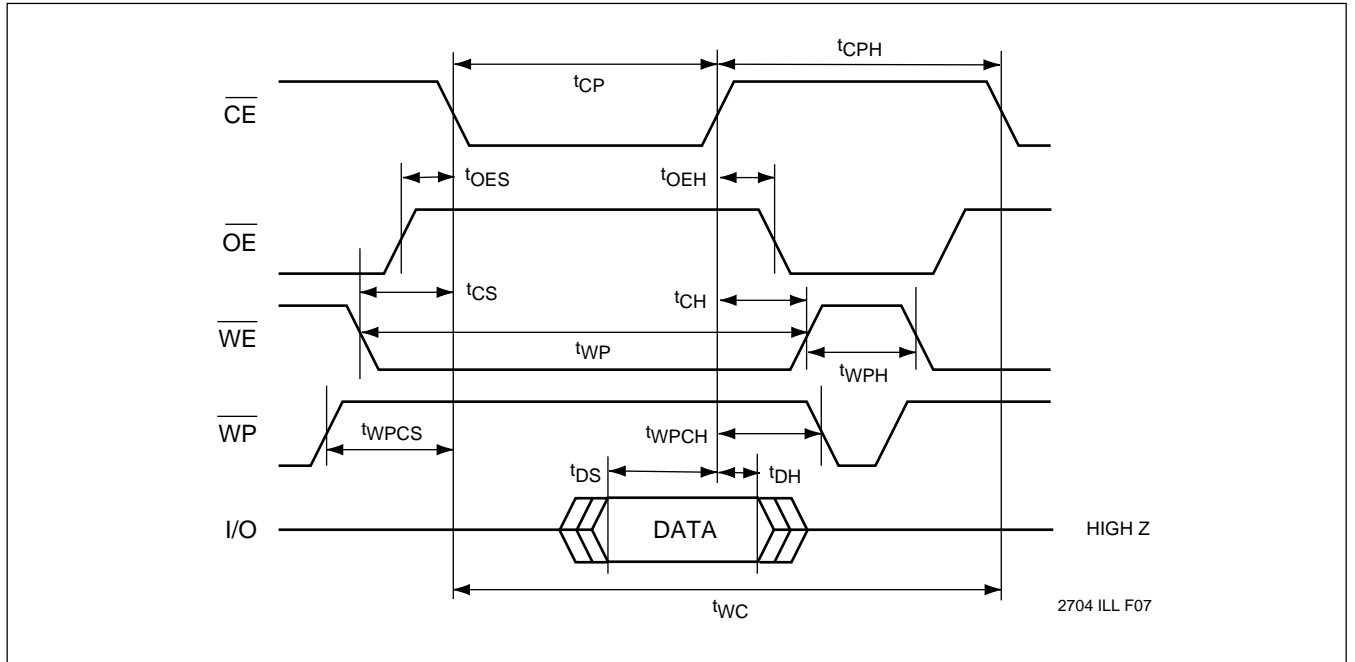 tCPH
tCP
CE
tOES
tOEH
OE
tCS
tCH
WE
tWP
tWPH
WP
tWPCS
tWPCH
tDS
tDH
I/O
DATA
HIGH Z
tWC
2704 ILL F07